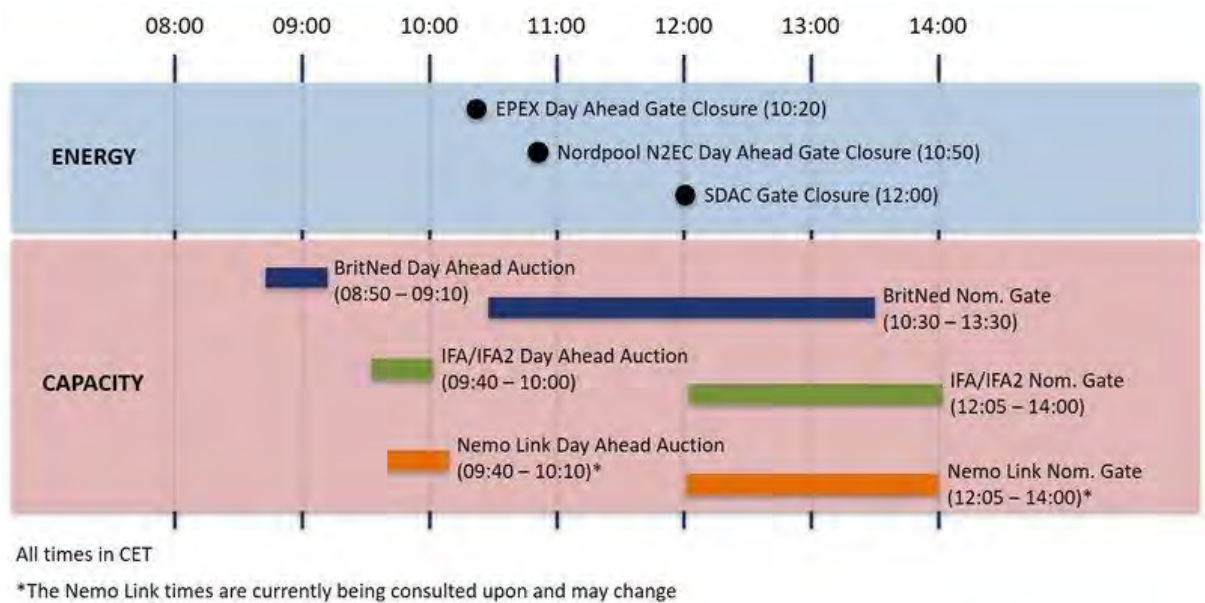 08:00 09:00 10:00 11:00 12:00 13:00 14:00
ENERGY
EPEX Day Ahead Gate Closure (10:20)
Nordpool N2EC Day Ahead Gate Closure (10:50)
SDAC Gate Closure (12:00)
CAPACITY
BritNed Day Ahead Auction
(08:50 – 09:10)
BritNed Nom. Gate
(10:30 – 13:30)
IFA/IFA2 Day Ahead Auction
(09:40 – 10:00)
IFA/IFA2 Nom. Gate
(12:05 – 14:00)
Nemo Link Day Ahead Auction
(09:40 – 10:10)*
Nemo Link Nom. Gate
(12:05 – 14:00)*
All times in CET
*The Nemo Link times are currently being consulted upon and may change